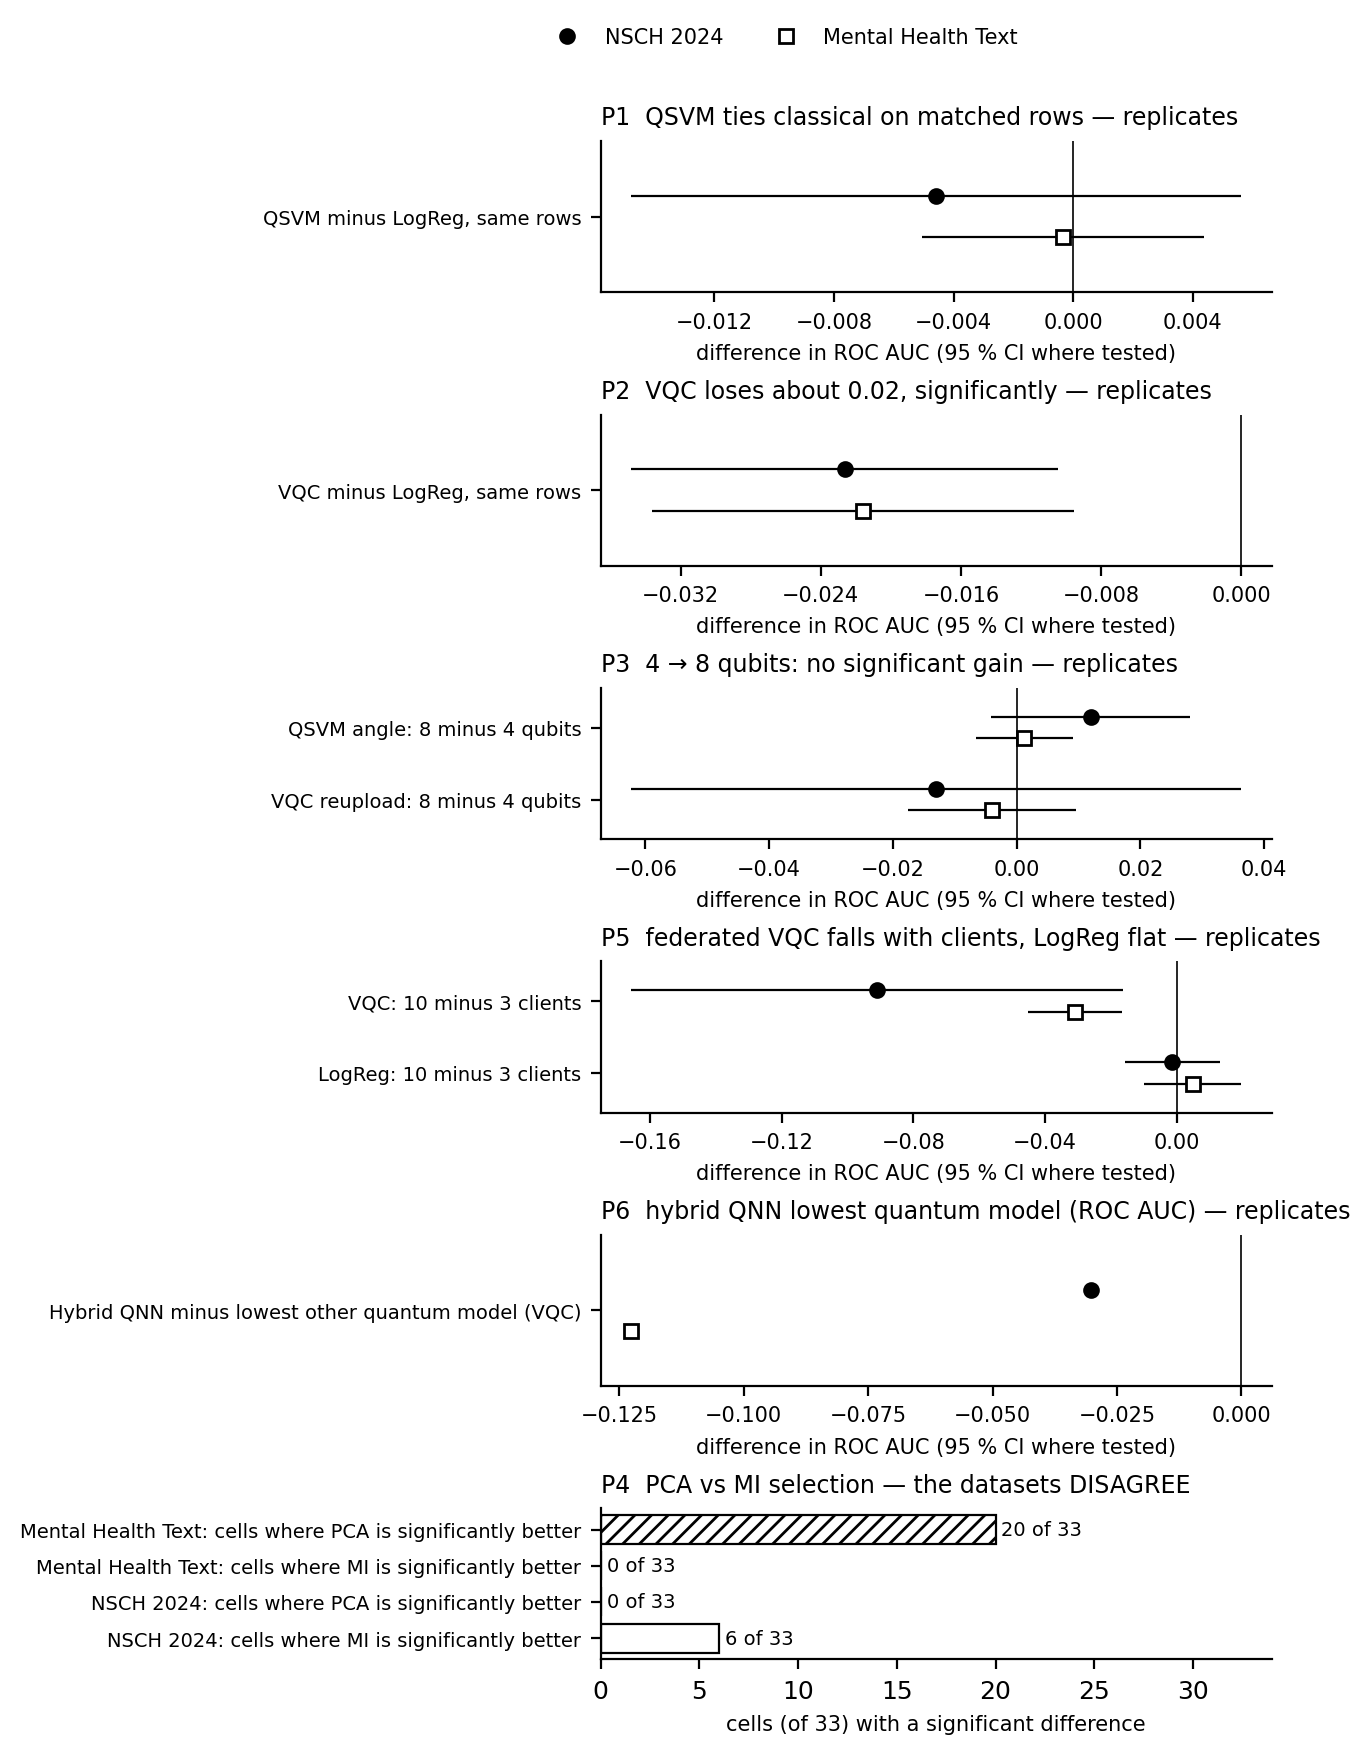 NSCH 2024 Mental Health Text
P1 QSVM ties classical on matched rows — replicates
QSVM minus LogReg, same rows
−0.012 −0.008 −0.004 0.000 0.004
difference in ROC AUC (95 % CI where tested)
P2 VQC loses about 0.02, significantly — replicates
VQC minus LogReg, same rows
−0.032 −0.024 −0.016 −0.008 0.000
difference in ROC AUC (95 % CI where tested)
P3 4 → 8 qubits: no significant gain — replicates
QSVM angle: 8 minus 4 qubits
VQC reupload: 8 minus 4 qubits
−0.06 −0.04 −0.02 0.00 0.02 0.04
difference in ROC AUC (95 % CI where tested)
P5 federated VQC falls with clients, LogReg flat — replicates
VQC: 10 minus 3 clients
LogReg: 10 minus 3 clients
−0.16 −0.12 −0.08 −0.04 0.00
difference in ROC AUC (95 % CI where tested)
P6 hybrid QNN lowest quantum model (ROC AUC) — replicates
Hybrid QNN minus lowest other quantum model (VQC)
−0.125 −0.100 −0.075 −0.050 −0.025 0.000
difference in ROC AUC (95 % CI where tested)
P4 PCA vs MI selection — the datasets DISAGREE
Mental Health Text: cells where PCA is significantly better 20 of 33
Mental Health Text: cells where MI is significantly better 0 of 33
NSCH 2024: cells where PCA is significantly better 0 of 33
NSCH 2024: cells where MI is significantly better 6 of 33
0 5 10 15 20 25 30
cells (of 33) with a significant difference